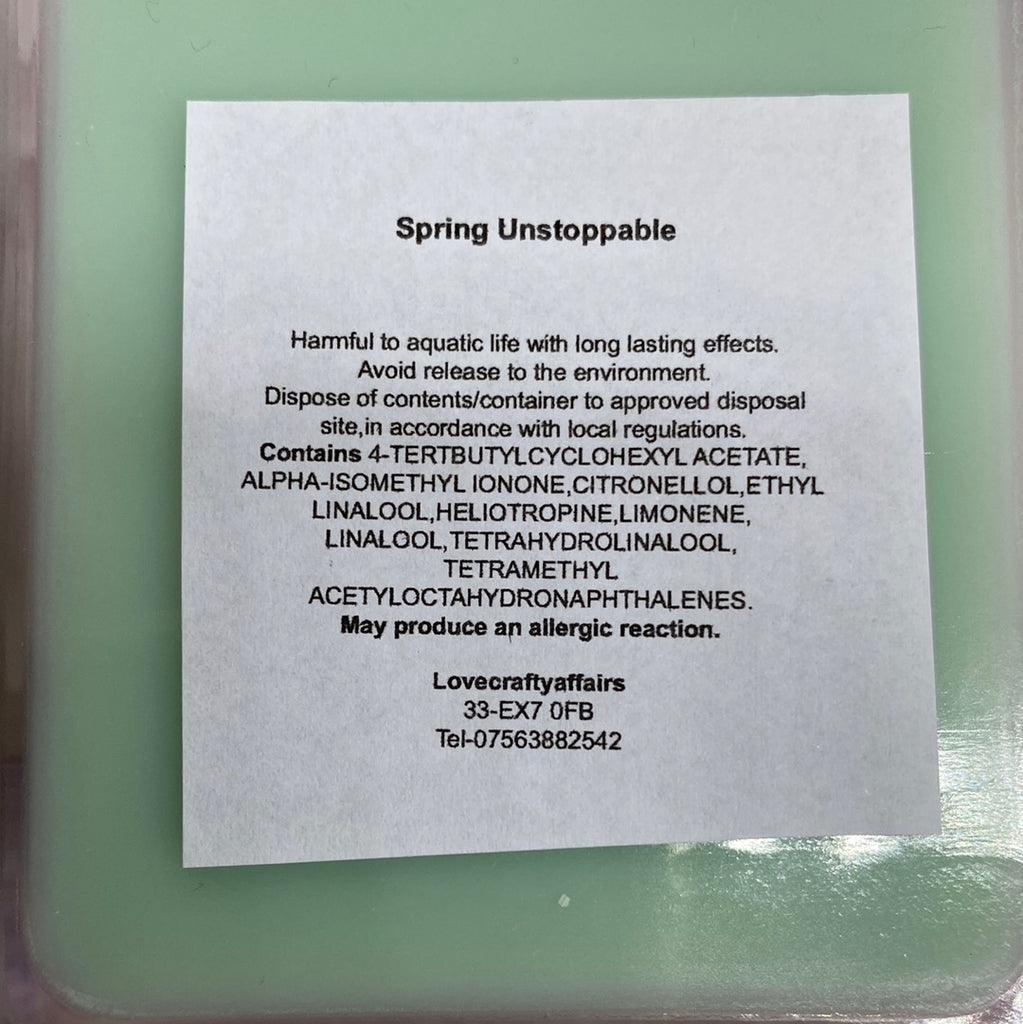 Spring Unstoppable
Harmful to aquatic life with long lasting effects.
Avoid release to the environment.
Dispose of contents/container to approved disposal
site,in accordance with local regulations.
Contains 4-TERTBUTYLCYCLOHEXYL ACETATE,
ALPHA-ISOMETHYL IONONE,CITRONELLOL,ETHYL
LINALOOL,HELIOTROPINE,LIMONENE,
LINALOOL,TETRAHYDROLINALOOL,
TETRAMETHYL
ACETYLOCTAHYDRONAPHTHALENES.
May produce an allergic reaction.
Lovecraftyaffairs
33-EX7 0FB
Tel-07563882542